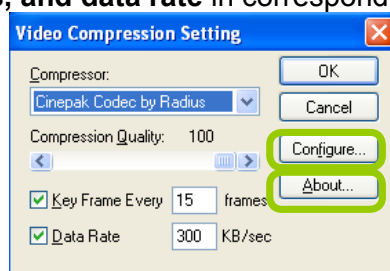 s, and data rate in correspond
Video Compression Setting
Compressor:
Cinepak Codec by Radius
Compression Quality: 100
Key Frame Every 15 frames
Data Rate 300 KB/sec
OK
Cancel
Configure...
About...